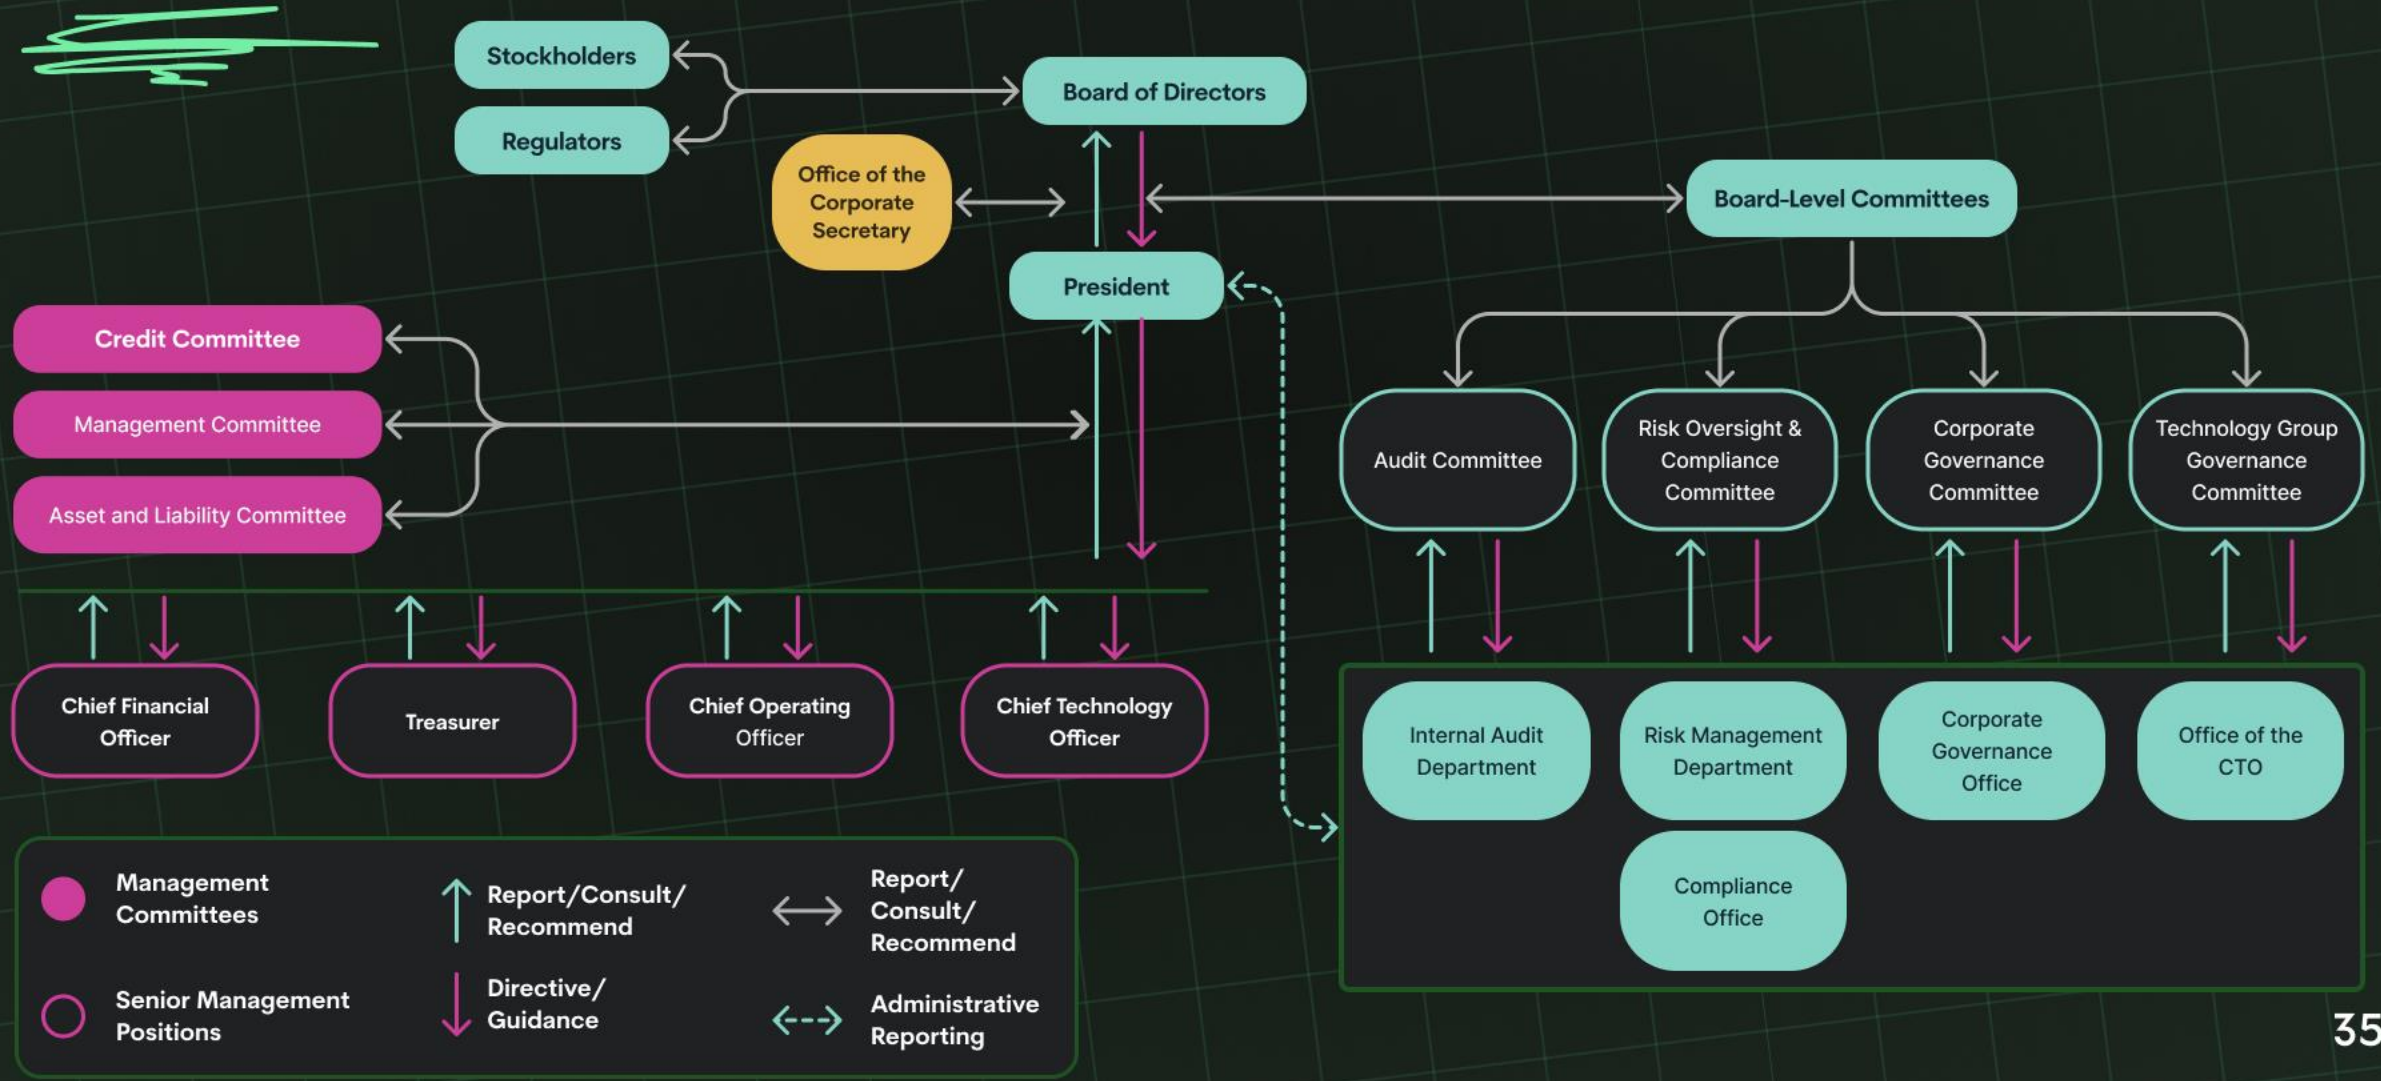 Stockholders
Regulators
Board of Directors
Office of the
Corporate
Secretary
Board-Level Committees
President
Credit Committee
Management Committee
Asset and Liability Committee
Audit Committee
Risk Oversight &
Compliance
Committee
Corporate
Governance
Committee
Technology Group
Governance
Committee
Chief Financial
Officer
Treasurer
Chief Operating
Officer
Chief Technology
Officer
Internal Audit
Department
Risk Management
Department
Corporate
Governance
Office
Office of the
CTO
Compliance
Office
Management
Committees
Senior Management
Positions
Report/Consult/
Recommend
Directive/
Guidance
Report/
Consult/
Recommend
Administrative
Reporting
35